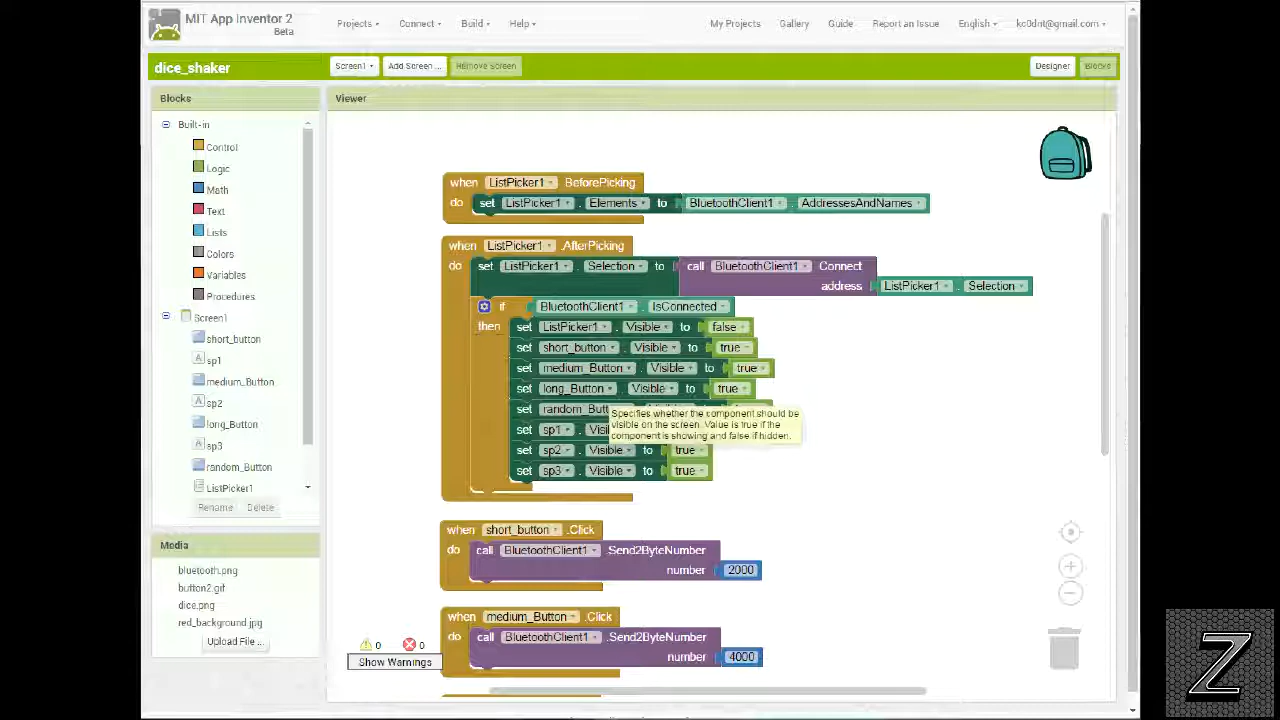 MIT App Inventor 2
Beta
Projects Connect Build Help
My Projects Gallery Guide Report an Issue English kc0dnt@gmail.com
dice_shaker
Screen1 Add Screen ... Remove Screen
Designer Blocks
Blocks
Viewer
Built-in
Control
Logic
Math
Text
Lists
Colors
Variables
Procedures
Screen1
short_button
sp1
medium_Button
sp2
long_Button
sp3
random_Button
ListPicker1
Rename Delete
Media
bluetooth.png
button2.gif
dice.png
red_background.jpg
Upload File ...
when ListPicker1 .BeforePicking
do set ListPicker1 . Elements to BluetoothClient1 . AddressesAndNames
when ListPicker1 .AfterPicking
do set ListPicker1 . Selection to call BluetoothClient1 .Connect
address ListPicker1 . Selection
if BluetoothClient1 . IsConnected
then set ListPicker1 . Visible to false
set short_button . Visible to true
set medium_Button . Visible to true
set long_Button . Visible to true
set random_Butt
Specifies whether the component should be
visible on the screen. Value is true if the
component is showing and false if hidden.
set sp1 . Visi
set sp2 . Visible to true
set sp3 . Visible to true
when short_button .Click
do call BluetoothClient1 .Send2ByteNumber
number 2000
when medium_Button .Click
do call BluetoothClient1 .Send2ByteNumber
number 4000
0 0
Show Warnings
Z